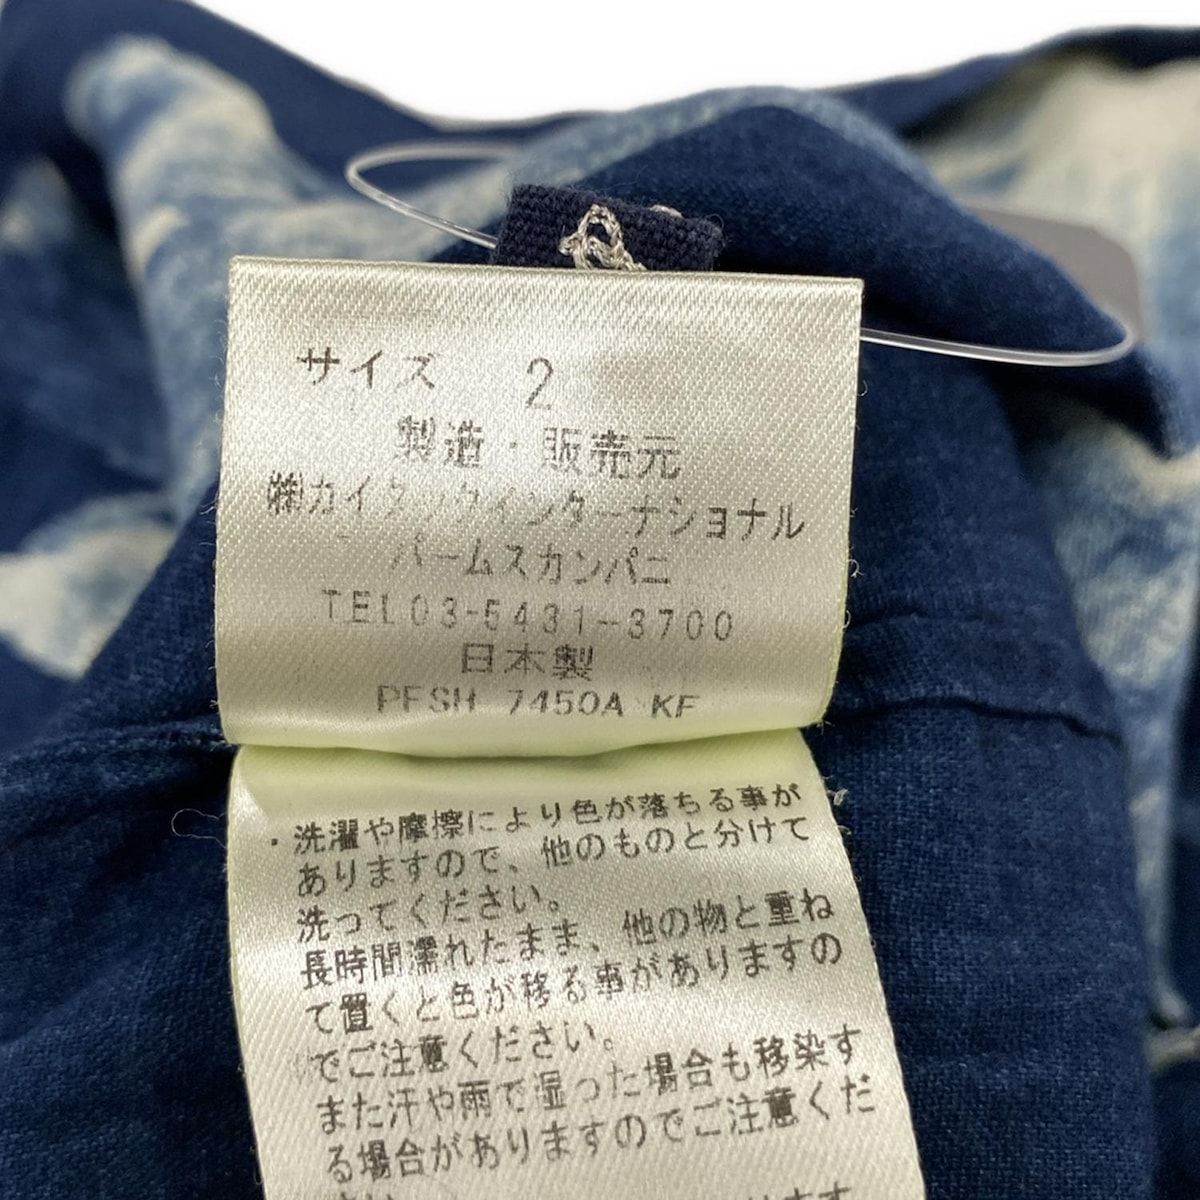 サイズ 2
製造・販売元
㈱カイタックインターナショナル
パームスカンパニ
TEL 03-5431-3700
日本製
PFSH 7450A KF
・洗濯や摩擦により色が落ちる事が
ありますので、他のものと分けて
洗ってください。
長時間濡れたまま、他の物と重ね
て置くと色が移る事がありますの
でご注意ください。
また汗や雨で湿った場合も移染す
る場合がありますのでご注意くだ
さい。